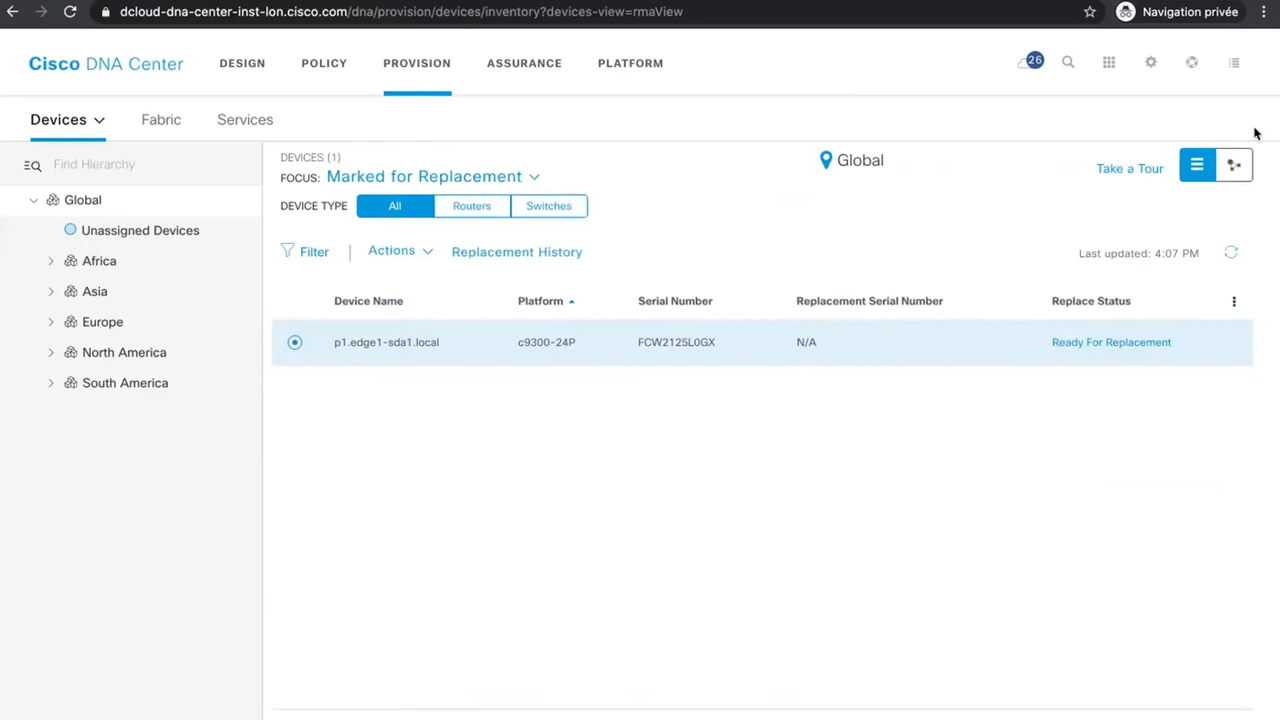 dcloud-dna-center-inst-lon.cisco.com/dna/provision/devices/inventory?devices-view=rmaView
Navigation privée
Cisco DNA Center
DESIGN
POLICY
PROVISION
ASSURANCE
PLATFORM
26
Devices
Fabric
Services
Find Hierarchy
Global
Unassigned Devices
Africa
Asia
Europe
North America
South America
DEVICES (1)
FOCUS: Marked for Replacement
Global
Take a Tour
DEVICE TYPE All Routers Switches
Filter | Actions Replacement History
Last updated: 4:07 PM
Device Name Platform Serial Number Replacement Serial Number Replace Status
p1.edge1-sda1.local c9300-24P FCW2125L0GX N/A Ready For Replacement